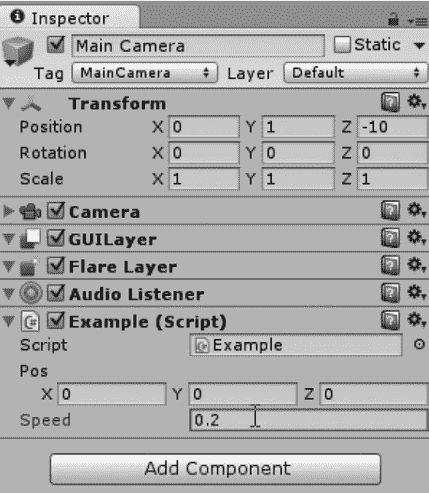 Inspector
Main Camera Static
Tag MainCamera Layer Default
Transform
Position X 0 Y 1 Z -10
Rotation X 0 Y 0 Z 0
Scale X 1 Y 1 Z 1
Camera
GUILayer
Flare Layer
Audio Listener
Example (Script)
Script Example
Pos
X 0 Y 0 Z 0
Speed 0.2
Add Component